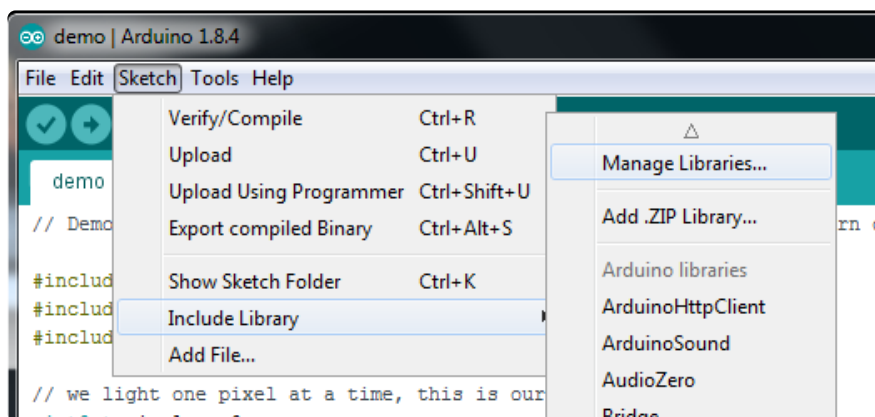 demo | Arduino 1.8.4
File Edit Sketch Tools Help
demo
// Demo
rn
#includ
#includ
#includ
// we light one pixel at a time, this is our
Verify/Compile Ctrl+R
Upload Ctrl+U
Upload Using Programmer Ctrl+Shift+U
Export compiled Binary Ctrl+Alt+S
Show Sketch Folder Ctrl+K
Include Library
Add File...
Manage Libraries...
Add .ZIP Library...
Arduino libraries
ArduinoHttpClient
ArduinoSound
AudioZero
Bridge